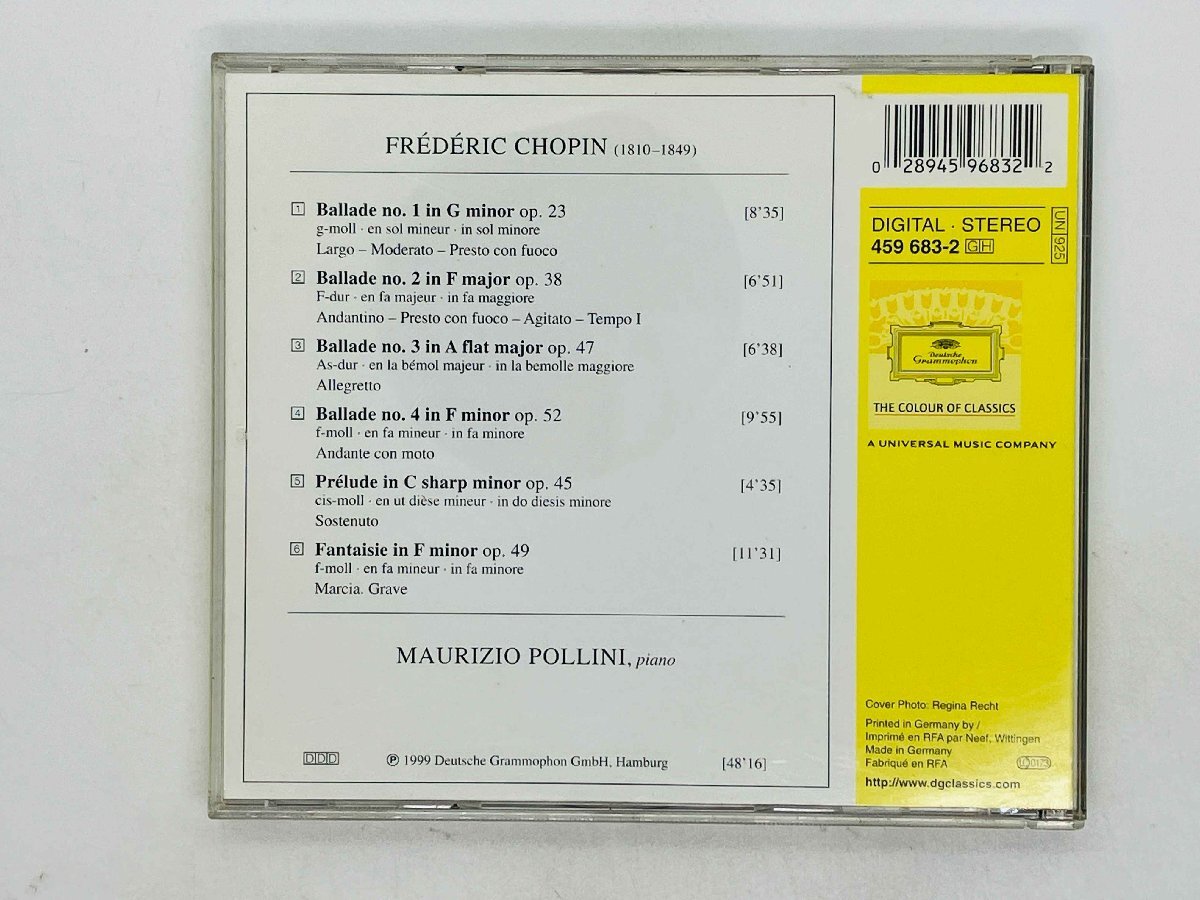 FRÉDÉRIC CHOPIN (1810–1849)
1 Ballade no. 1 in G minor op. 23 [8'35]
g-moll · en sol mineur · in sol minore
Largo – Moderato – Presto con fuoco
2 Ballade no. 2 in F major op. 38 [6'51]
F-dur · en fa majeur · in fa maggiore
Andantino – Presto con fuoco – Agitato – Tempo I
3 Ballade no. 3 in A flat major op. 47 [6'38]
As-dur · en la bémol majeur · in la bemolle maggiore
Allegretto
4 Ballade no. 4 in F minor op. 52 [9'55]
f-moll · en fa mineur · in fa minore
Andante con moto
5 Prélude in C sharp minor op. 45 [4'35]
cis-moll · en ut dièse mineur · in do diesis minore
Sostenuto
6 Fantaisie in F minor op. 49 [11'31]
f-moll · en fa mineur · in fa minore
Marcia. Grave
MAURIZIO POLLINI, piano
DDD ℗ 1999 Deutsche Grammophon GmbH, Hamburg [48'16]
0 28945 96832 2
DIGITAL · STEREO
459 683-2 GH
UN 925
Deutsche
Grammophon
THE COLOUR OF CLASSICS
A UNIVERSAL MUSIC COMPANY
Cover Photo: Regina Recht
Printed in Germany by /
Imprimé en RFA par Neef, Wittingen
Made in Germany
Fabriqué en RFA
http://www.dgclassics.com